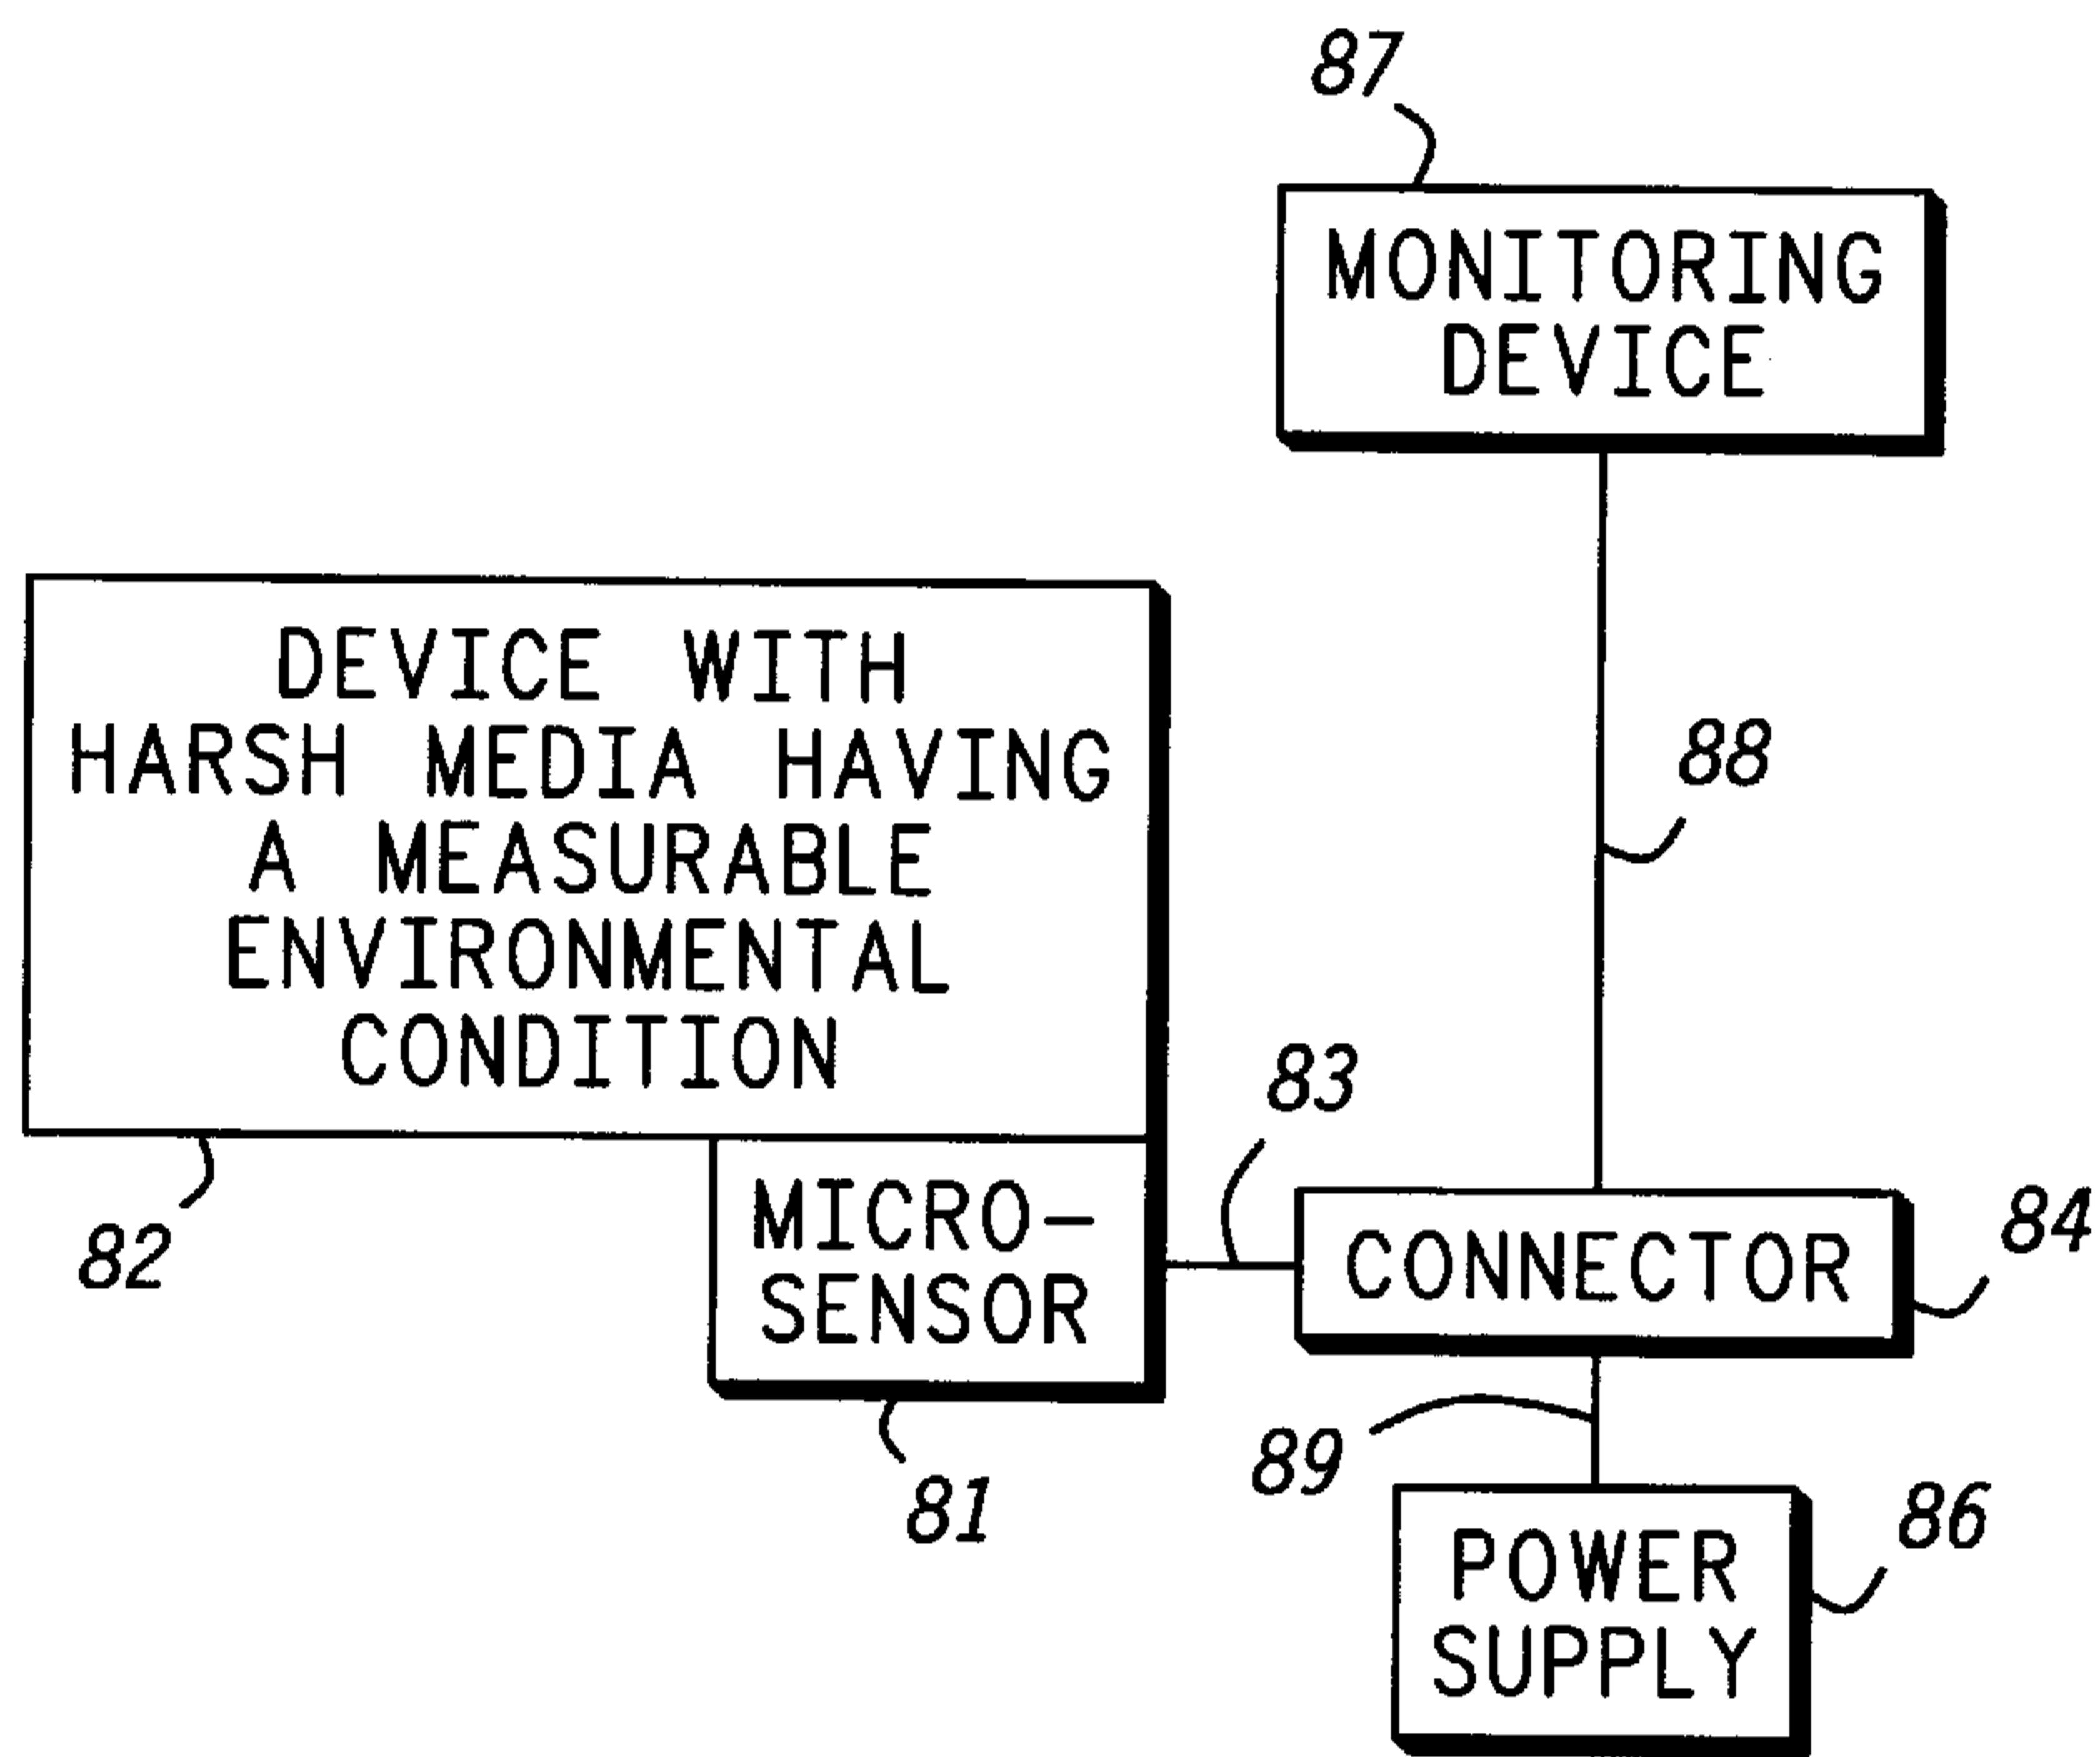 87
MONITORING
DEVICE
DEVICE WITH
HARSH MEDIA HAVING
A MEASURABLE
ENVIRONMENTAL
CONDITION
88
83
82
MICRO-
SENSOR
CONNECTOR
84
81
89
POWER
SUPPLY
86